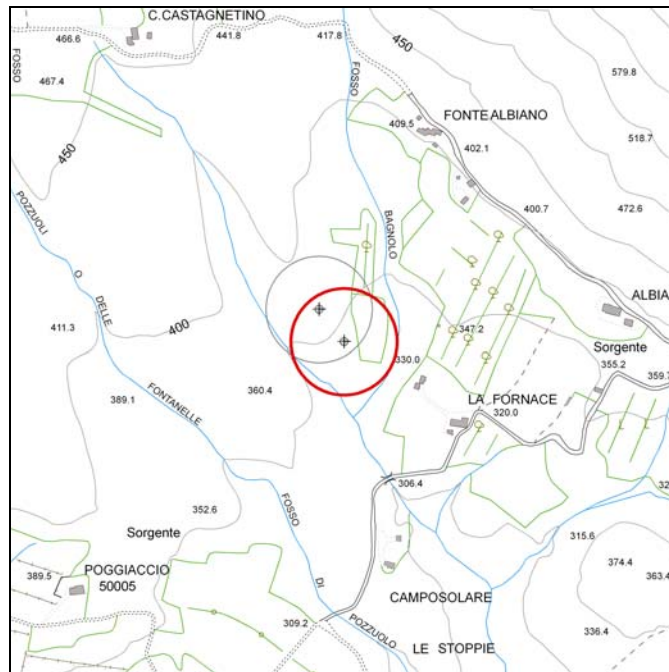 C. CASTAGNETINO
466.6
441.8
417.8
450
FOSSO
FOSSO
467.4
579.8
FONTE ALBIANO
409.5
518.7
402.1
450
400.7
472.6
POZZUOLI
O
DELLE
BAGNOLO
ALBIA
411.3
400
347.2
Sorgente
330.0
355.2
359.7
389.1
FONTANELLE
360.4
LA FORNACE
320.0
306.4
32
352.6
FOSSO
DI
POZZUOLO
Sorgente
315.6
374.4
363.4
389.5
POGGIACCIO
50005
CAMPOSOLARE
309.2
336.4
LE STOPPIE